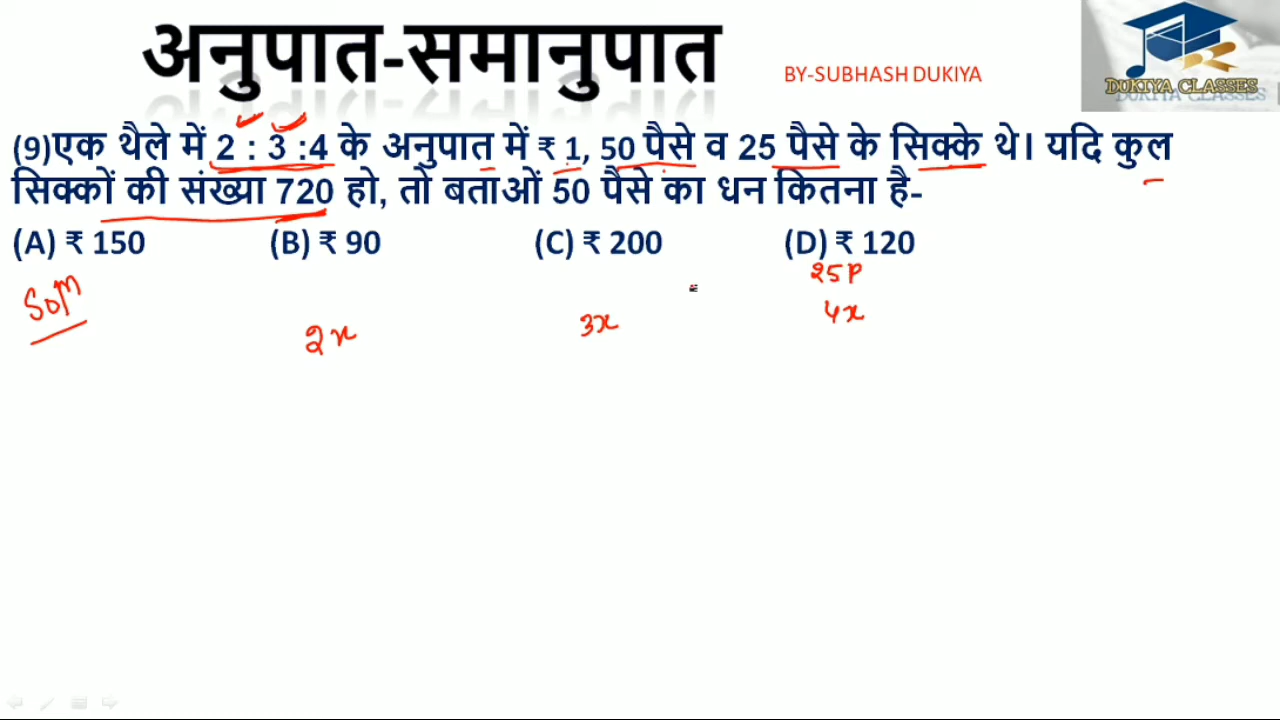 अनुपात-समानुपात
BY-SUBHASH DUKIYA
DUKIYA CLASSES
(9)एक थैले में 2 : 3 :4 के अनुपात में ₹ 1, 50 पैसे व 25 पैसे के सिक्के थे। यदि कुल
सिक्कों की संख्या 720 हो, तो बताओं 50 पैसे का धन कितना है-
(A) ₹ 150 (B) ₹ 90 (C) ₹ 200 (D) ₹ 120
25P
Soln
2x 3x 4x